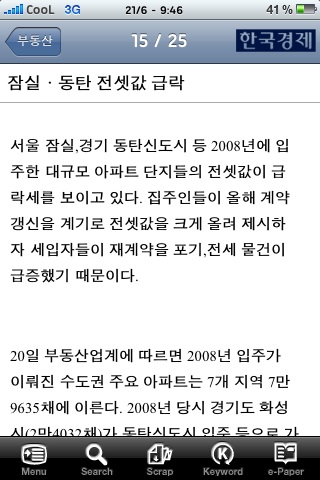 CooL 3G 21/6 - 9:46 41 %
부동산 15 / 25 한국경제
잠실 · 동탄 전셋값 급락
서울 잠실,경기 동탄신도시 등 2008년에 입
주한 대규모 아파트 단지들의 전셋값이 급
락세를 보이고 있다. 집주인들이 올해 계약
갱신을 계기로 전셋값을 크게 올려 제시하
자 세입자들이 재계약을 포기,전세 물건이
급증했기 때문이다.
20일 부동산업계에 따르면 2008년 입주가
이뤄진 수도권 주요 아파트는 7개 지역 7만
9635채에 이른다. 2008년 당시 경기도 화성
시(2만4032채)가 동탄신도시 입주 등으로 가
Menu Search Scrap Keyword e-Paper